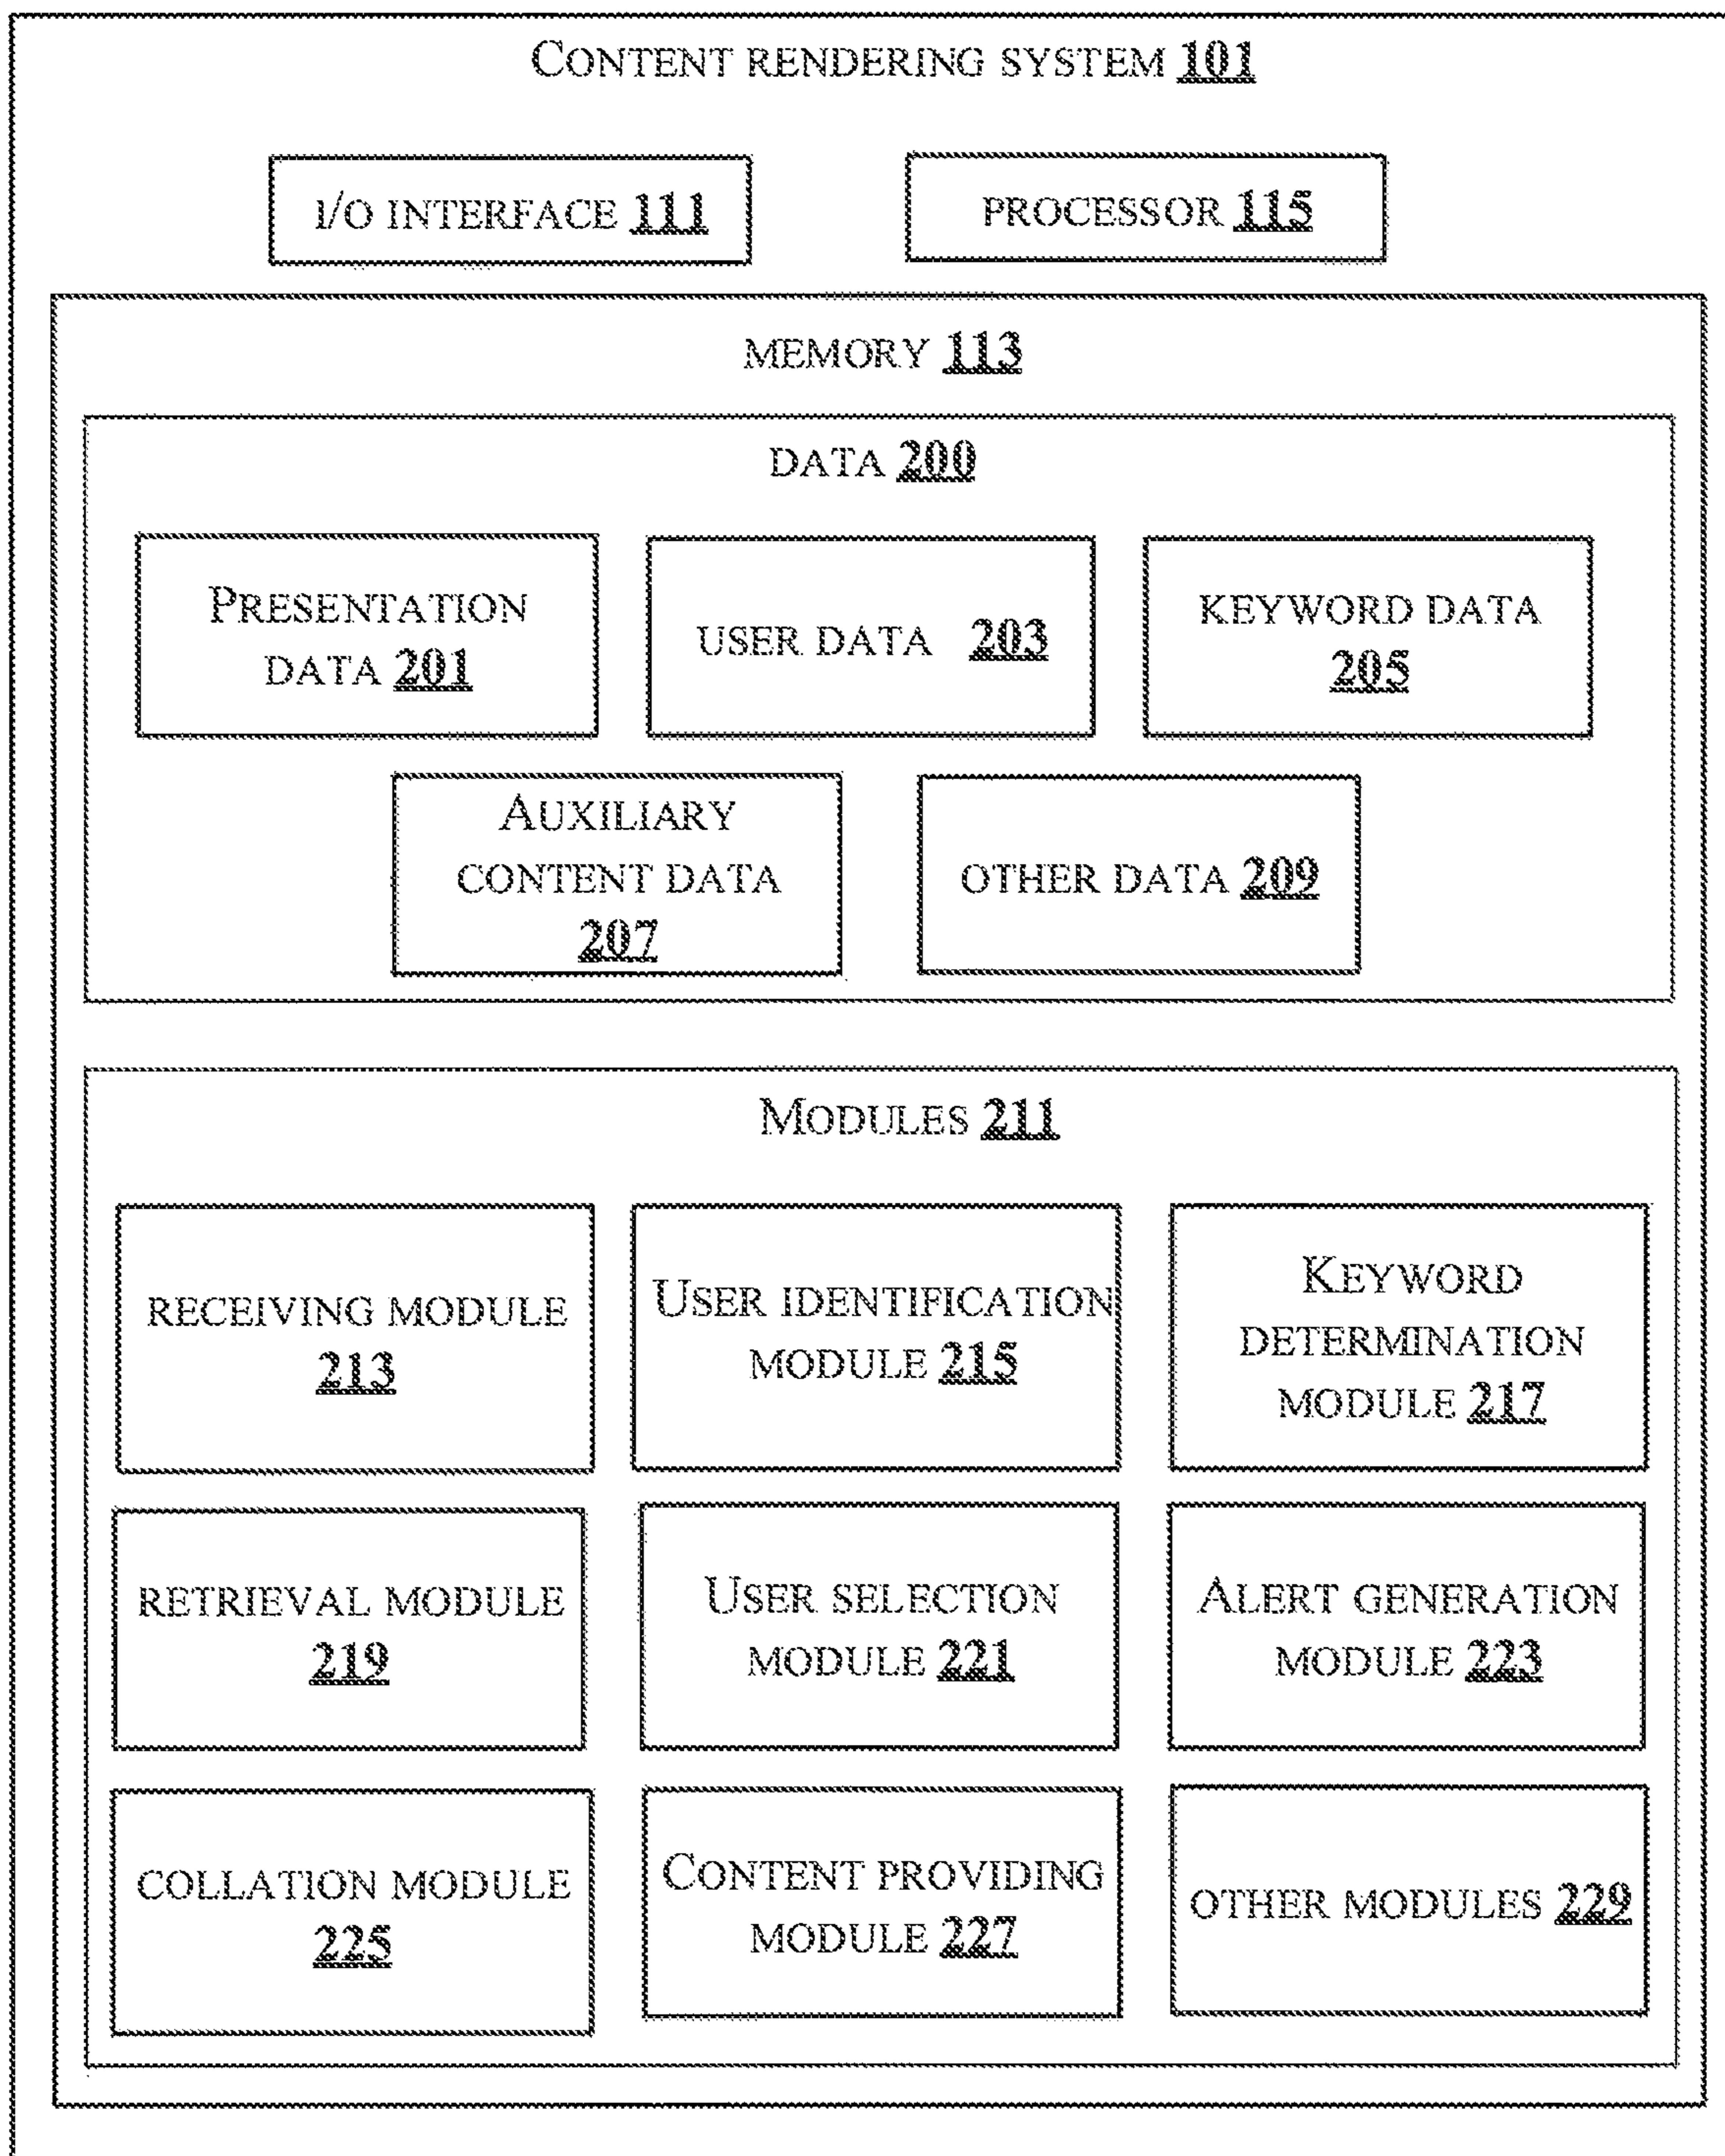 CONTENT RENDERING SYSTEM 101
I/O INTERFACE 111
PROCESSOR 115
MEMORY 113
DATA 200
PRESENTATION
DATA 201
USER DATA 203
KEYWORD DATA
205
AUXILIARY
CONTENT DATA
207
OTHER DATA 209
MODULES 211
RECEIVING MODULE
213
USER IDENTIFICATION
MODULE 215
KEYWORD
DETERMINATION
MODULE 217
RETRIEVAL MODULE
219
USER SELECTION
MODULE 221
ALERT GENERATION
MODULE 223
COLLATION MODULE
225
CONTENT PROVIDING
MODULE 227
OTHER MODULES 229